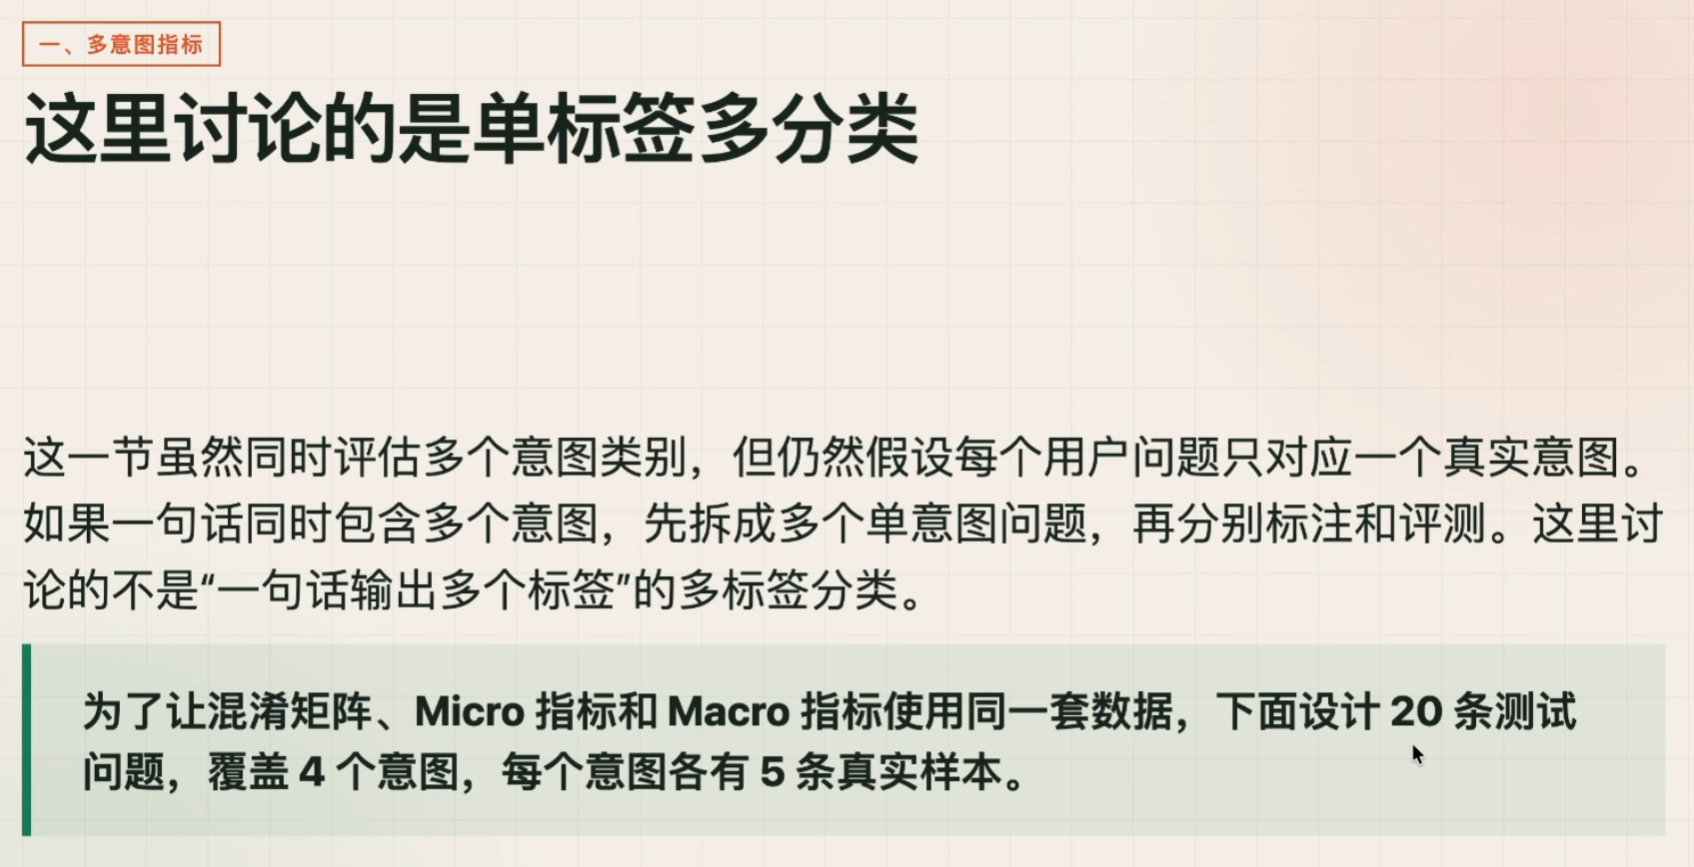 一、多意图指标
这里讨论的是单标签多分类
这一节虽然同时评估多个意图类别，但仍然假设每个用户问题只对应一个真实意图。
如果一句话同时包含多个意图，先拆成多个单意图问题，再分别标注和评测。这里讨
论的不是“一句话输出多个标签”的多标签分类。
为了让混淆矩阵、Micro 指标和 Macro 指标使用同一套数据，下面设计 20 条测试
问题，覆盖 4 个意图，每个意图各有 5 条真实样本。